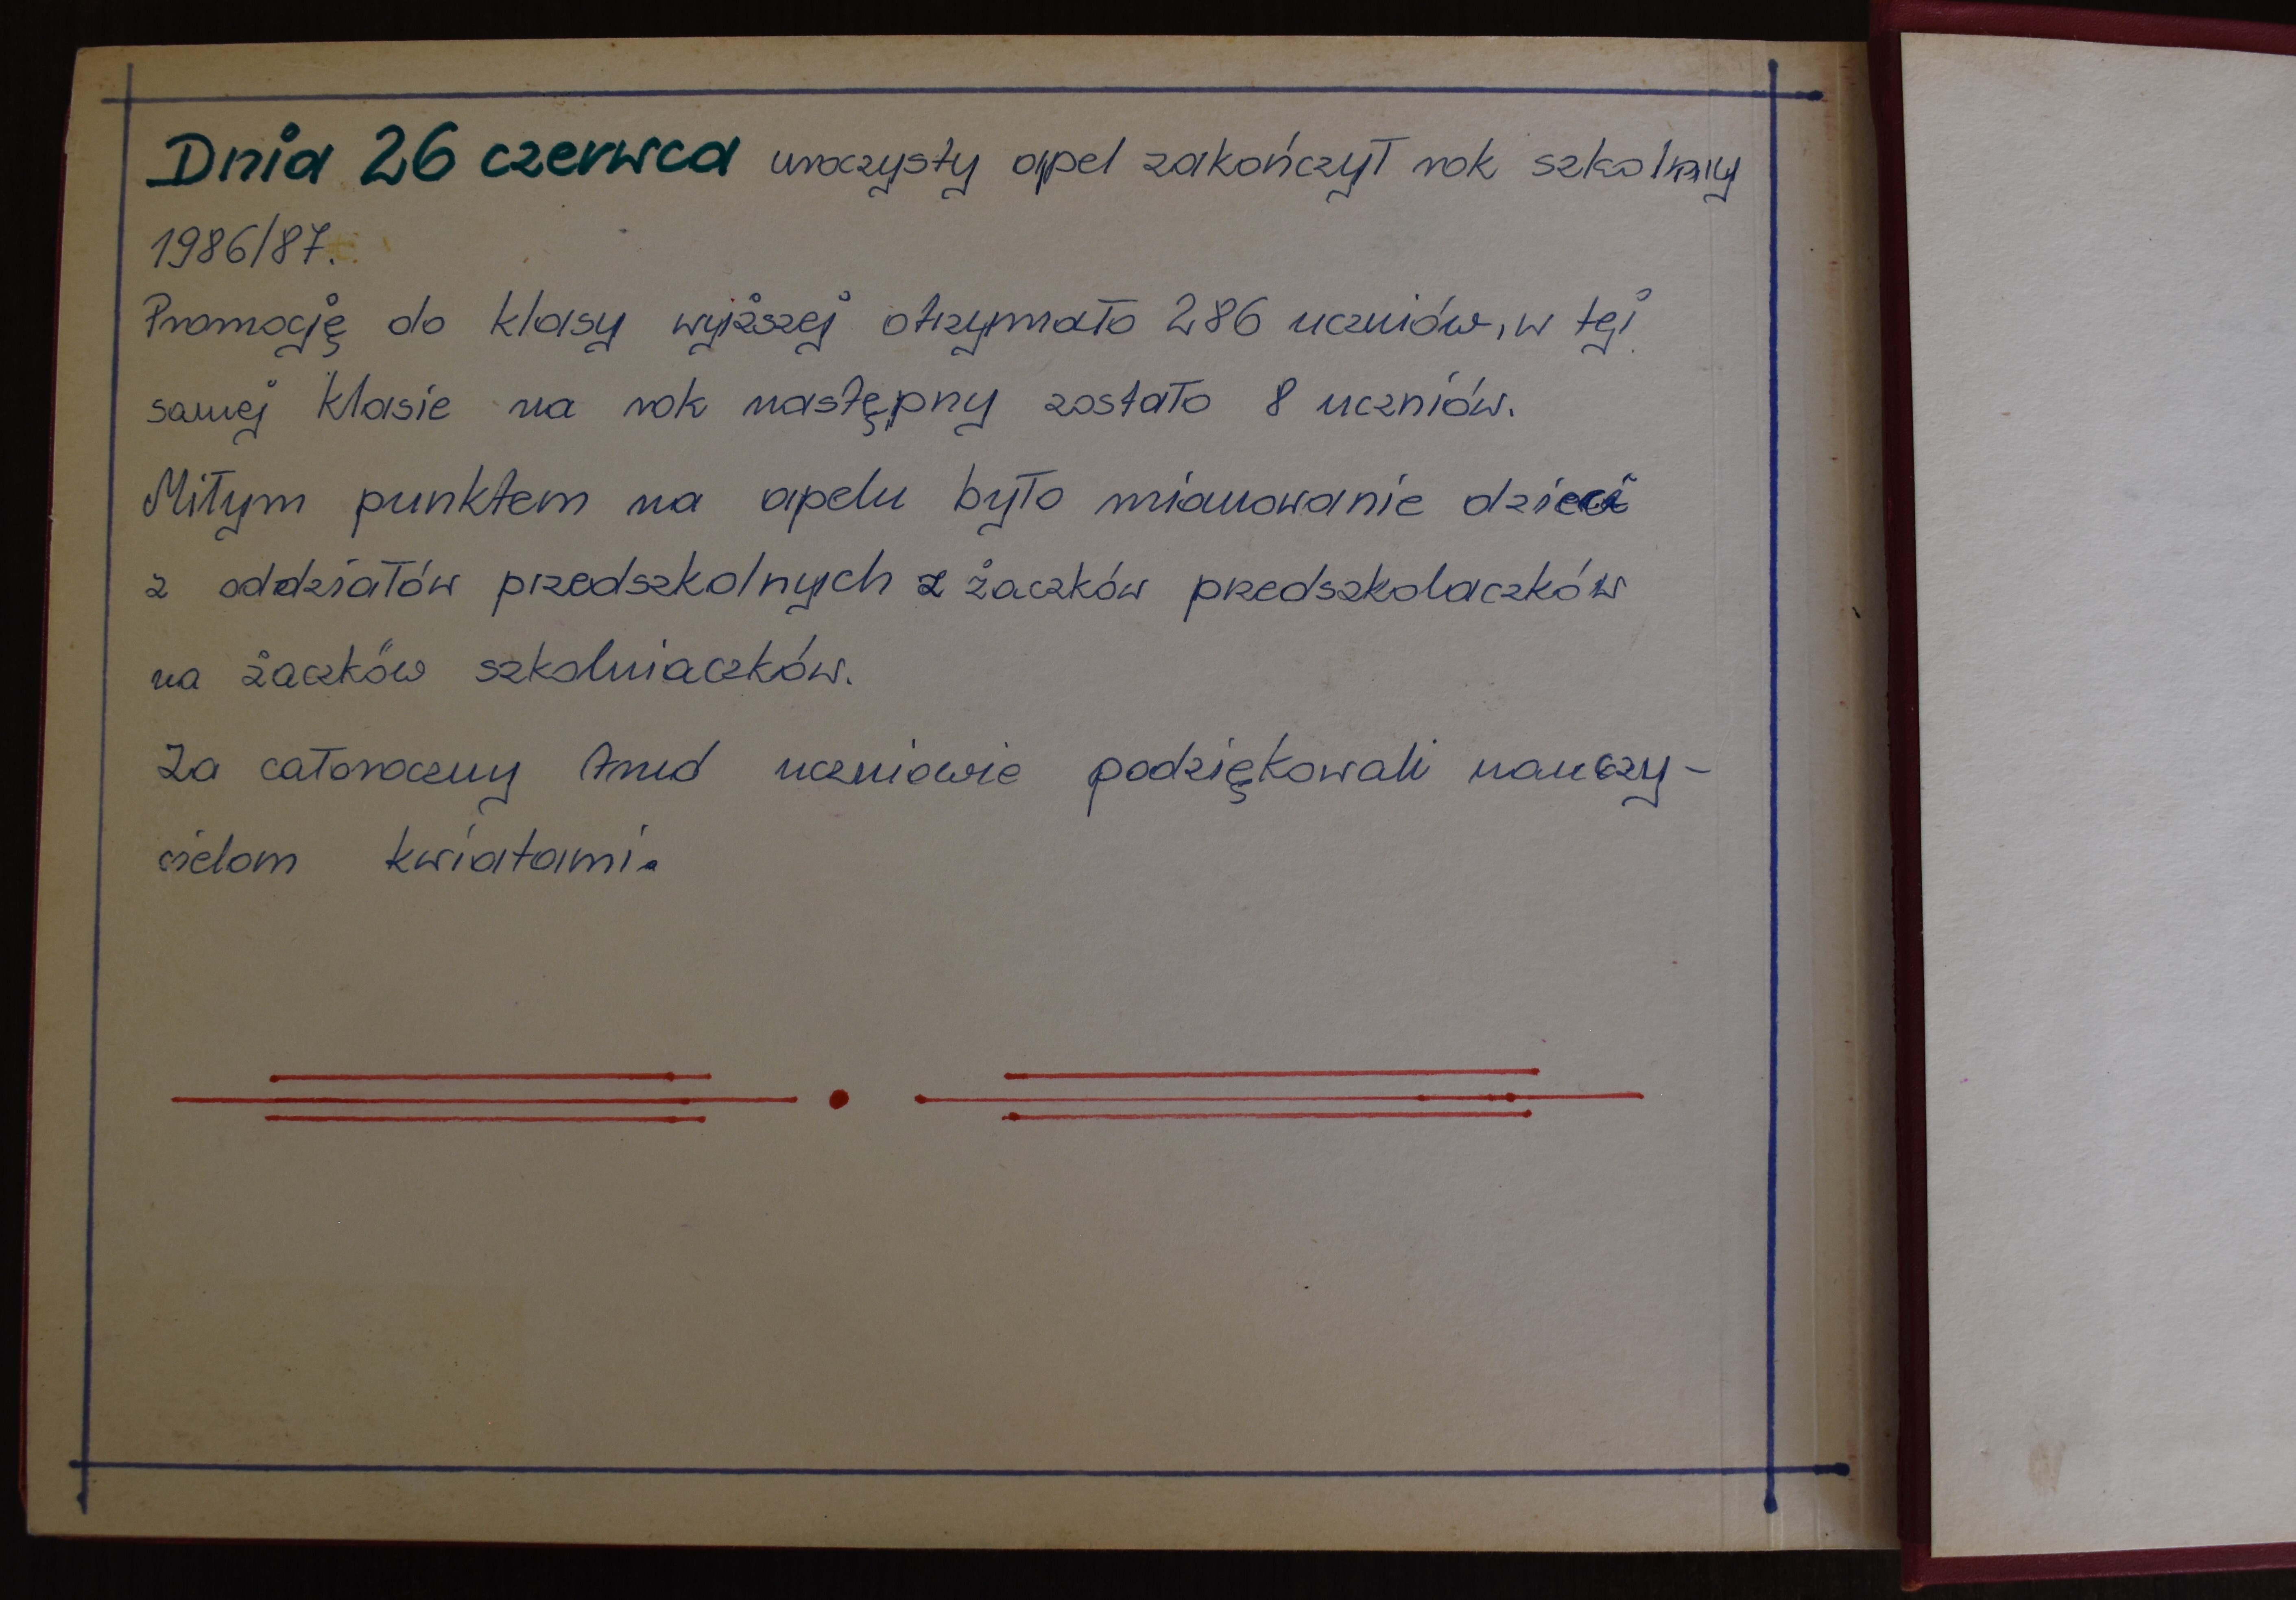 Dnia 26 czerwca uroczysty apel zakończył rok szkolny
1986/87.
Promocję do klasy wyższej otrzymało 286 uczniów, w tej
samej klasie na rok następny zostało 8 uczniów.
Miłym punktem na apelu było mianowanie dzieci
z oddziałów przedszkolnych z żaczków przedszkolaczków
na żaczków szkolniaczków.
Za całoroczny trud uczniowie podziękowali nauczy-
cielom kwiatami.